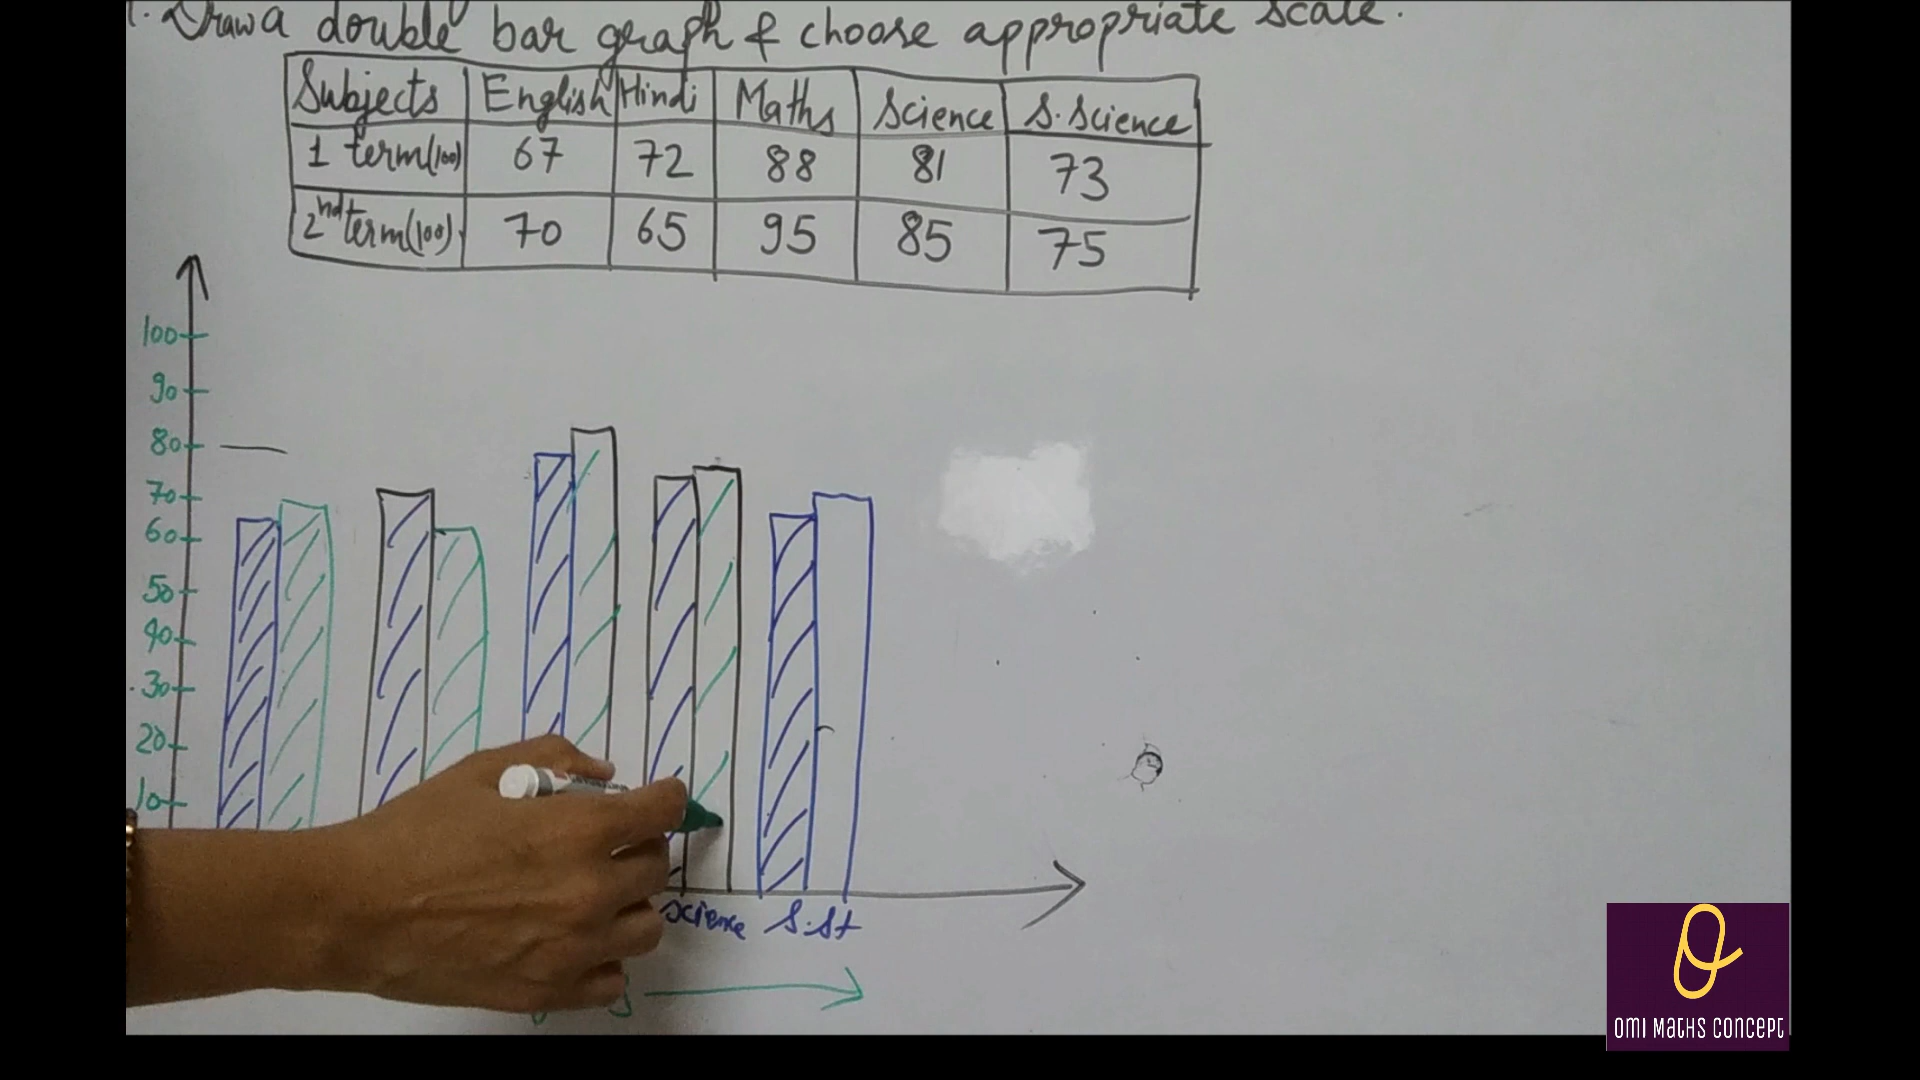 1. Draw a double bar graph & choose appropriate scale.
Subjects English Hindi Maths Science S.Science
1 term(100) 67 72 88 81 73
2nd term(100) 70 65 95 85 75
100
90
80
70
60
50
40
30
20
10
science S.St
OMI MATHS CONCEPT